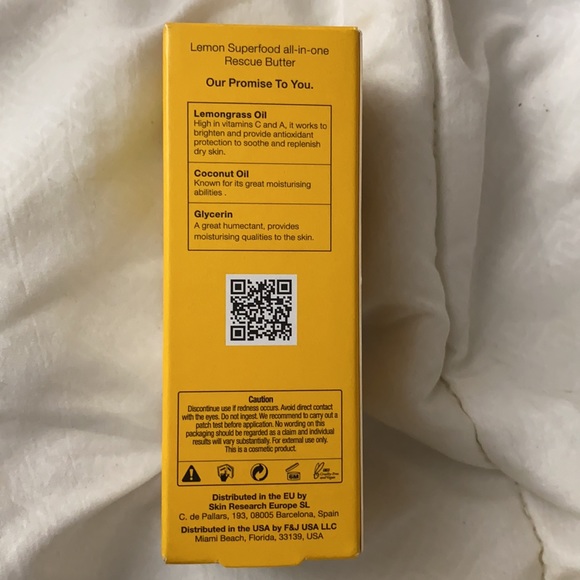 Lemon Superfood all-in-one
Rescue Butter
Our Promise To You.
Lemongrass Oil
High in vitamins C and A, it works to
brighten and provide antioxidant
protection to soothe and replenish
dry skin.
Coconut Oil
Known for its great moisturising
abilities .
Glycerin
A great humectant, provides
moisturising qualities to the skin.
Caution
Discontinue use if redness occurs. Avoid direct contact
with the eyes. Do not ingest. We recommend to carry out a
patch test before application. No wording on this
packaging should be regarded as a claim and individual
results will vary substantially. For external use only.
This is a cosmetic product.
6M
Distributed in the EU by
Skin Research Europe SL
C. de Pallars, 193, 08005 Barcelona, Spain
Distributed in the USA by F&J USA LLC
Miami Beach, Florida, 33139, USA